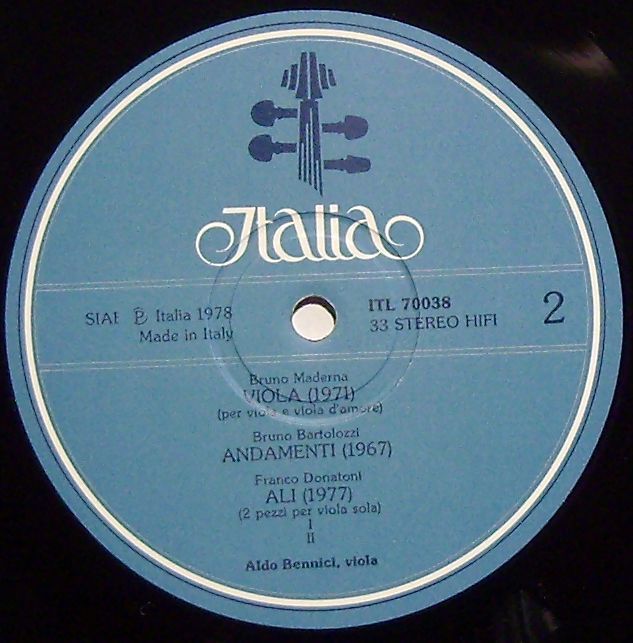 Italia
SIAE Ⓟ Italia 1978
Made in Italy
ITL 70038
33 STEREO HIFI
2
Bruno Maderna
VIOLA (1971)
(per viola e viola d'amore)
Bruno Bartolozzi
ANDAMENTI (1967)
Franco Donatoni
ALI (1977)
(2 pezzi per viola sola)
I
II
Aldo Bennici, viola